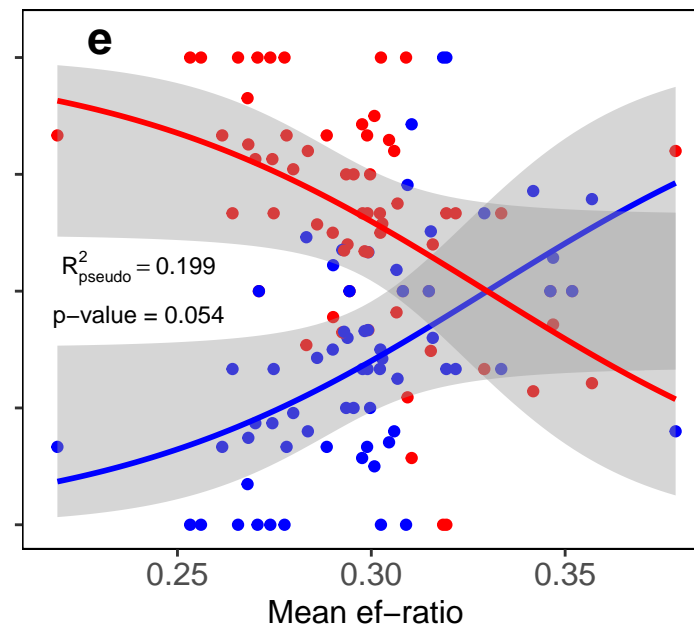 e
R²pseudo = 0.199
p−value = 0.054
0.25 0.30 0.35
Mean ef−ratio